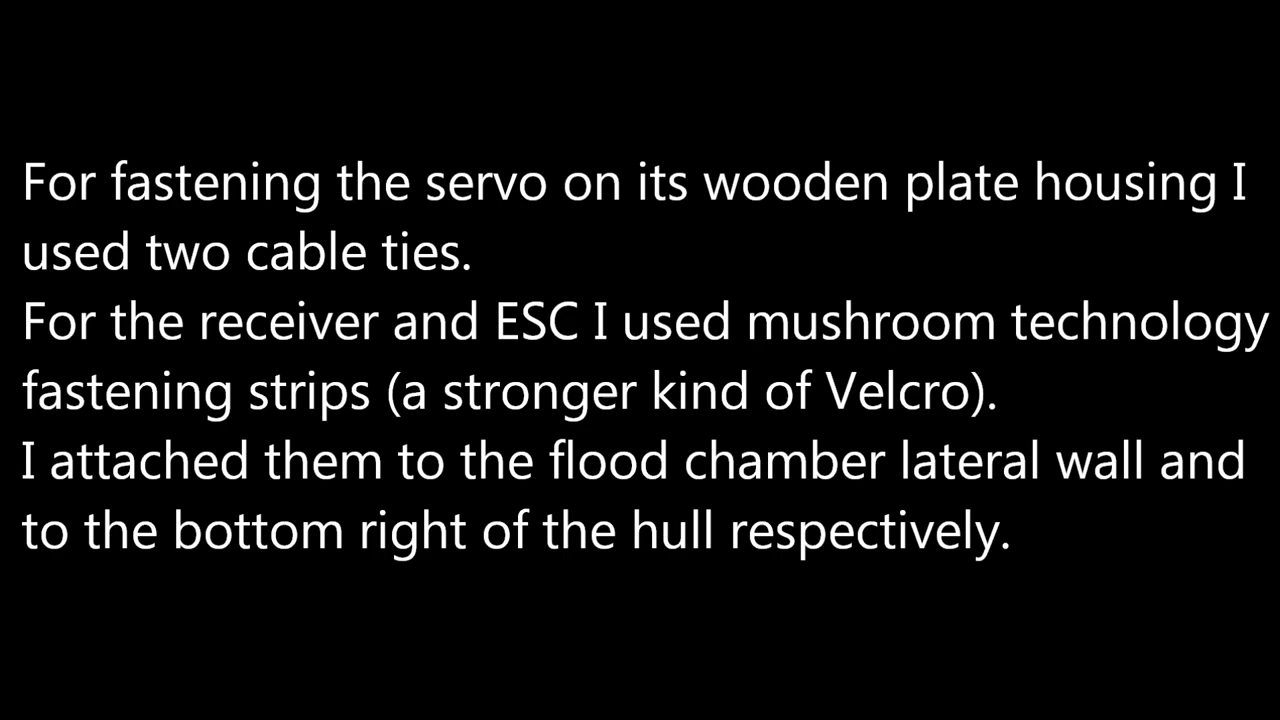 For fastening the servo on its wooden plate housing I
used two cable ties.
For the receiver and ESC I used mushroom technology
fastening strips (a stronger kind of Velcro).
I attached them to the flood chamber lateral wall and
to the bottom right of the hull respectively.